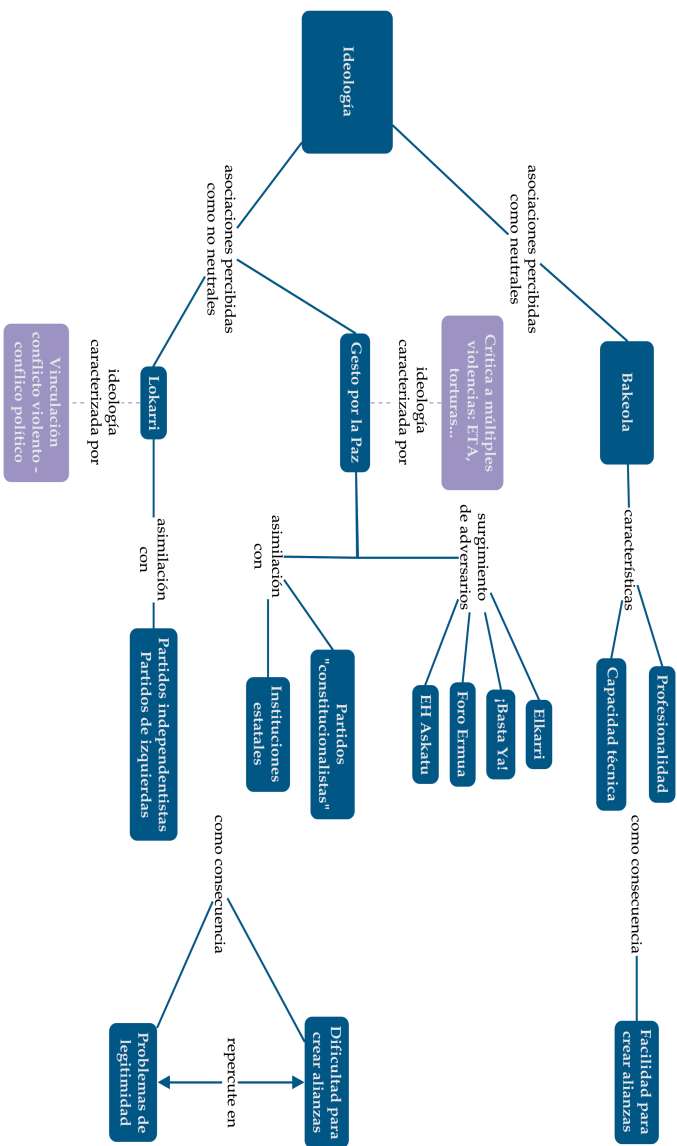 Ideología
asociaciones percibidas
como neutrales
Bakeola
características
Profesionalidad
Capacidad técnica
como consecuencia
Facilidad para
crear alianzas
asociaciones percibidas
como no neutrales
Crítica a múltiples
violencias: ETA,
torturas...
ideología
caracterizada por
Gesto por la Paz
surgimiento
de adversarios
Elkarri
¡Basta Ya!
Foro Ermua
EH Askatu
asimilación
con
Partidos
"constitucionalistas"
Instituciones
estatales
Lokarri
ideología
caracterizada por
Vinculación
conflicto violento -
conflico político
asimilación
con
Partidos independentistas
Partidos de izquierdas
como consecuencia
Dificultad para
crear alianzas
repercute en
Problemas de
legitimidad